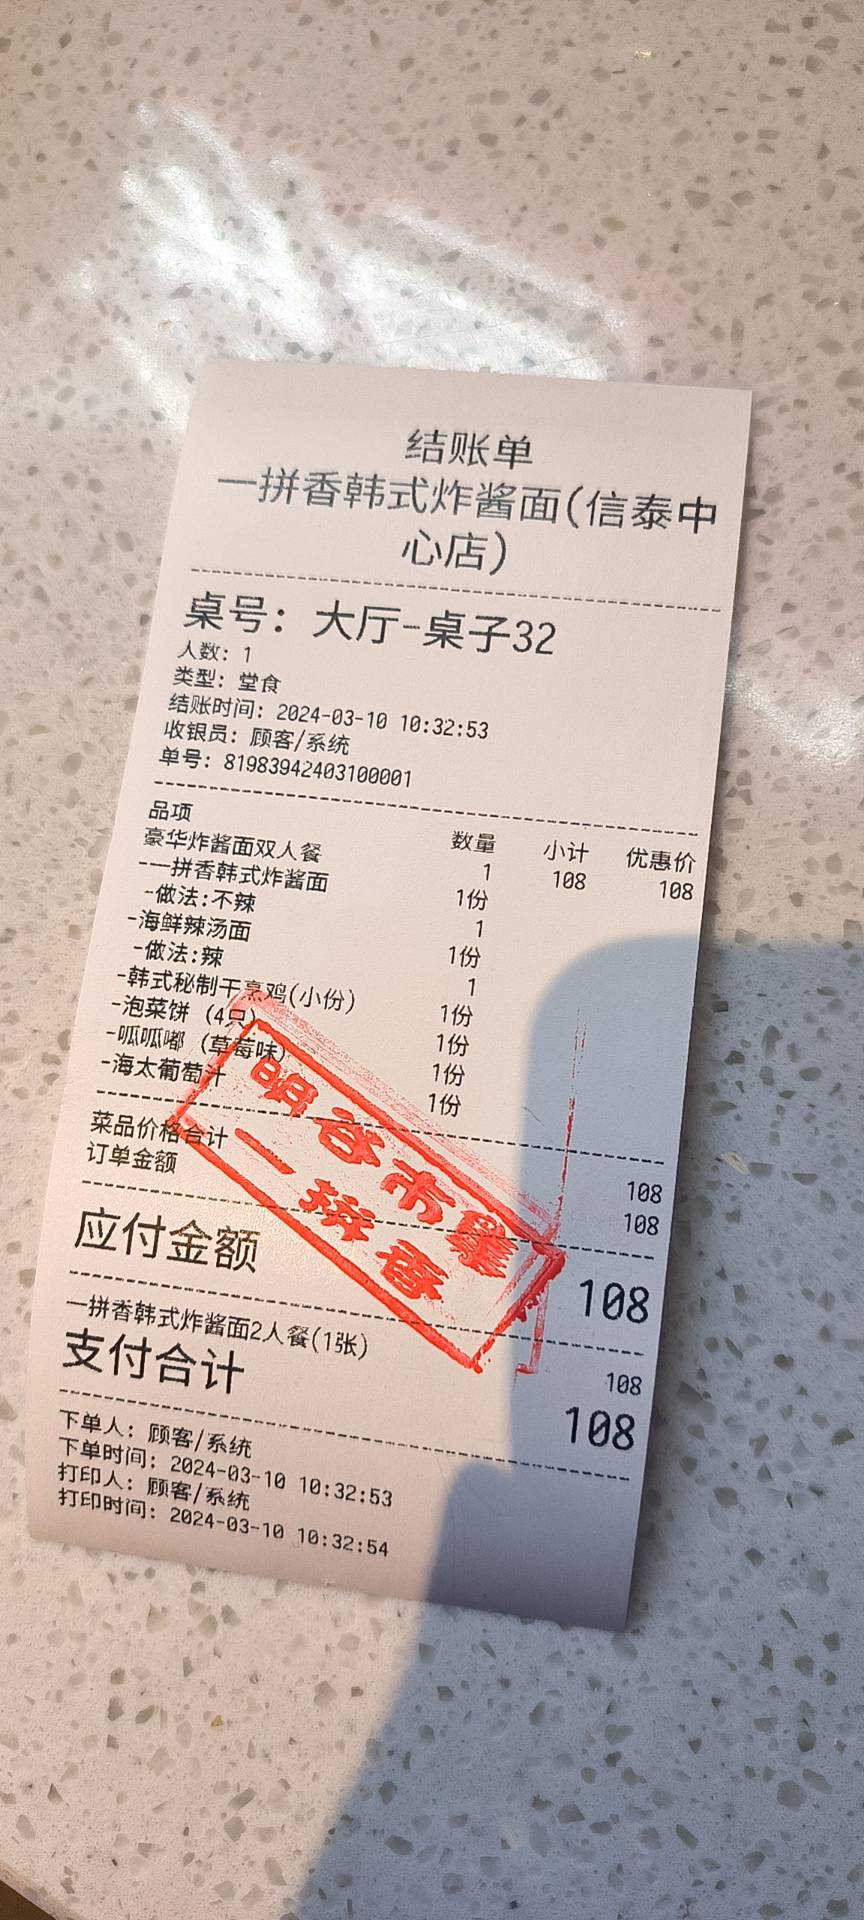 结账单
一拼香韩式炸酱面(信泰中
心店)
桌号: 大厅-桌子32
人数: 1
类型: 堂食
结账时间: 2024-03-10 10:32:53
收银员: 顾客/系统
单号: 81983942403100001
品项 数量 小计 优惠价
豪华炸酱面双人餐 1 108 108
-一拼香韩式炸酱面 1份
-做法:不辣 1
-海鲜辣汤面 1份
-做法:辣 1
-韩式秘制干烹鸡(小份) 1份
-泡菜饼 (4只) 1份
-呱呱嘟 (草莓味) 1份
-海太葡萄汁 1份
菜品价格合计 108
订单金额 108
应付金额 108
一拼香韩式炸酱面2人餐(1张) 108
支付合计 108
下单人: 顾客/系统
下单时间: 2024-03-10 10:32:53
打印人: 顾客/系统
打印时间: 2024-03-10 10:32:54
一拼香